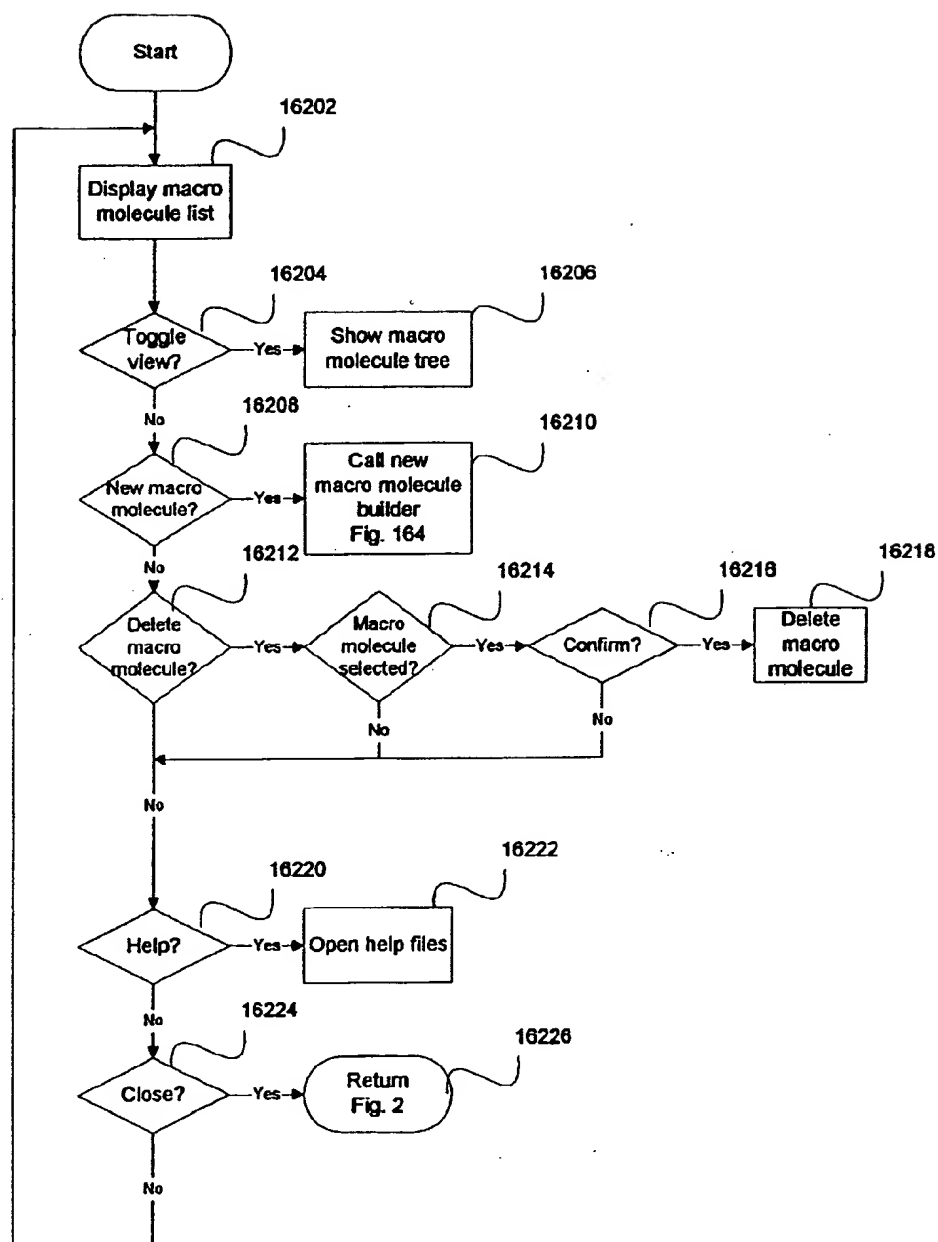 Start
16202
Display macro
molecule list
16204
16206
Toggle
view?
Yes
Show macro
molecule tree
No
16208
16210
New macro
molecule?
Yes
Call new
macro molecule
builder
Fig. 164
No
16212
16214
16216
16218
Delete
macro
molecule?
Yes
Macro
molecule
selected?
Yes
Confirm?
Yes
Delete
macro
molecule
No
No
No
16220
16222
Help?
Yes
Open help files
No
16224
16226
Close?
Yes
Return
Fig. 2
No